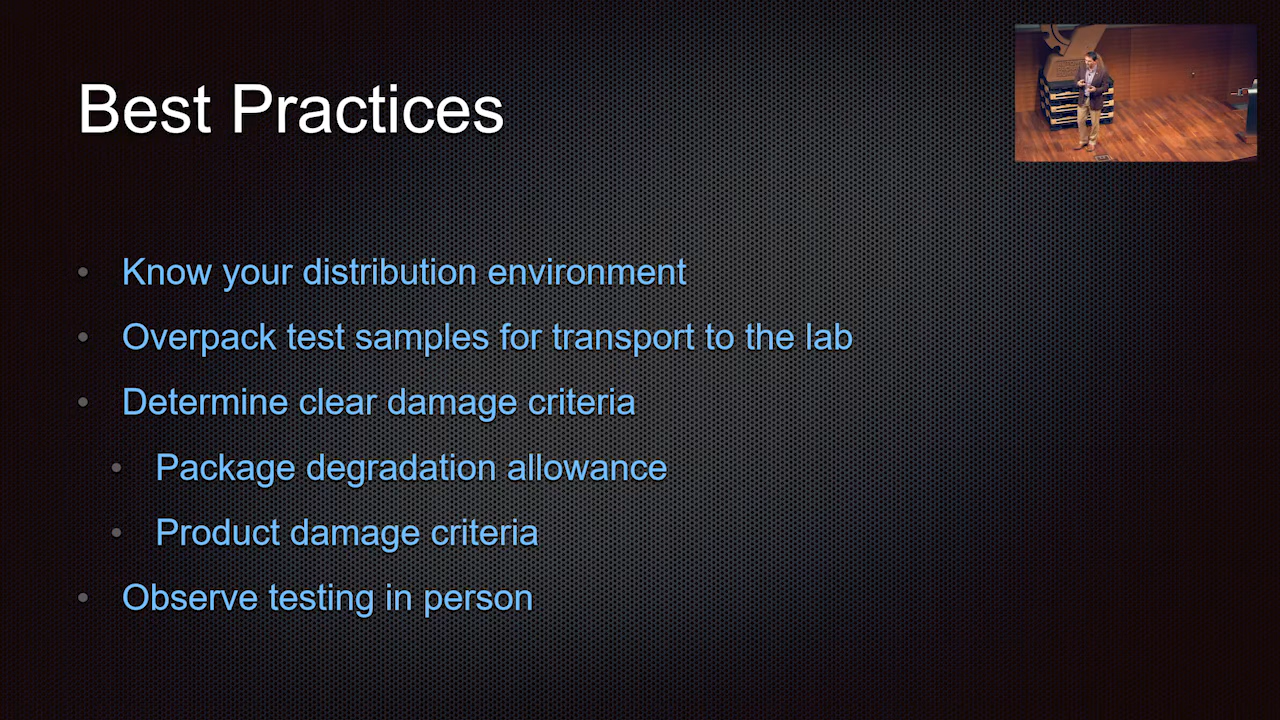 Best Practices
• Know your distribution environment
• Overpack test samples for transport to the lab
• Determine clear damage criteria
• Package degradation allowance
• Product damage criteria
• Observe testing in person